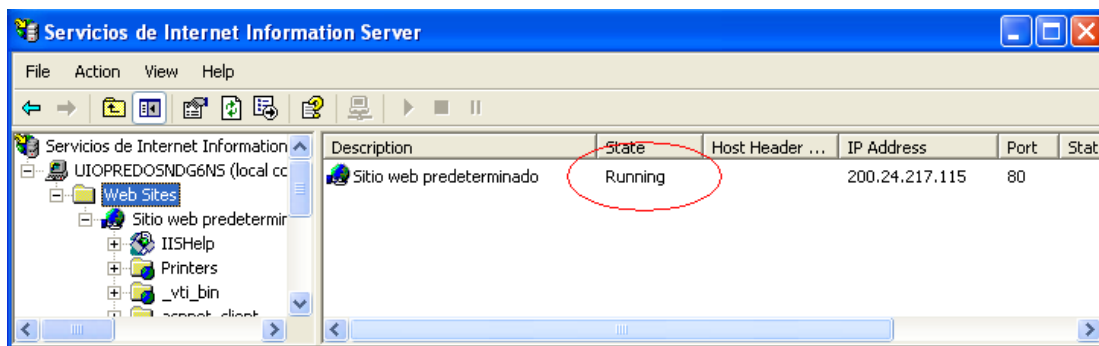 Servicios de Internet Information Server
File Action View Help
Servicios de Internet Information
Description State Host Header ... IP Address Port Stat
UIOPREDOSNDG6NS (local cc
Sitio web predeterminado Running 200.24.217.115 80
Web Sites
Sitio web predetermir
IISHelp
Printers
_vti_bin